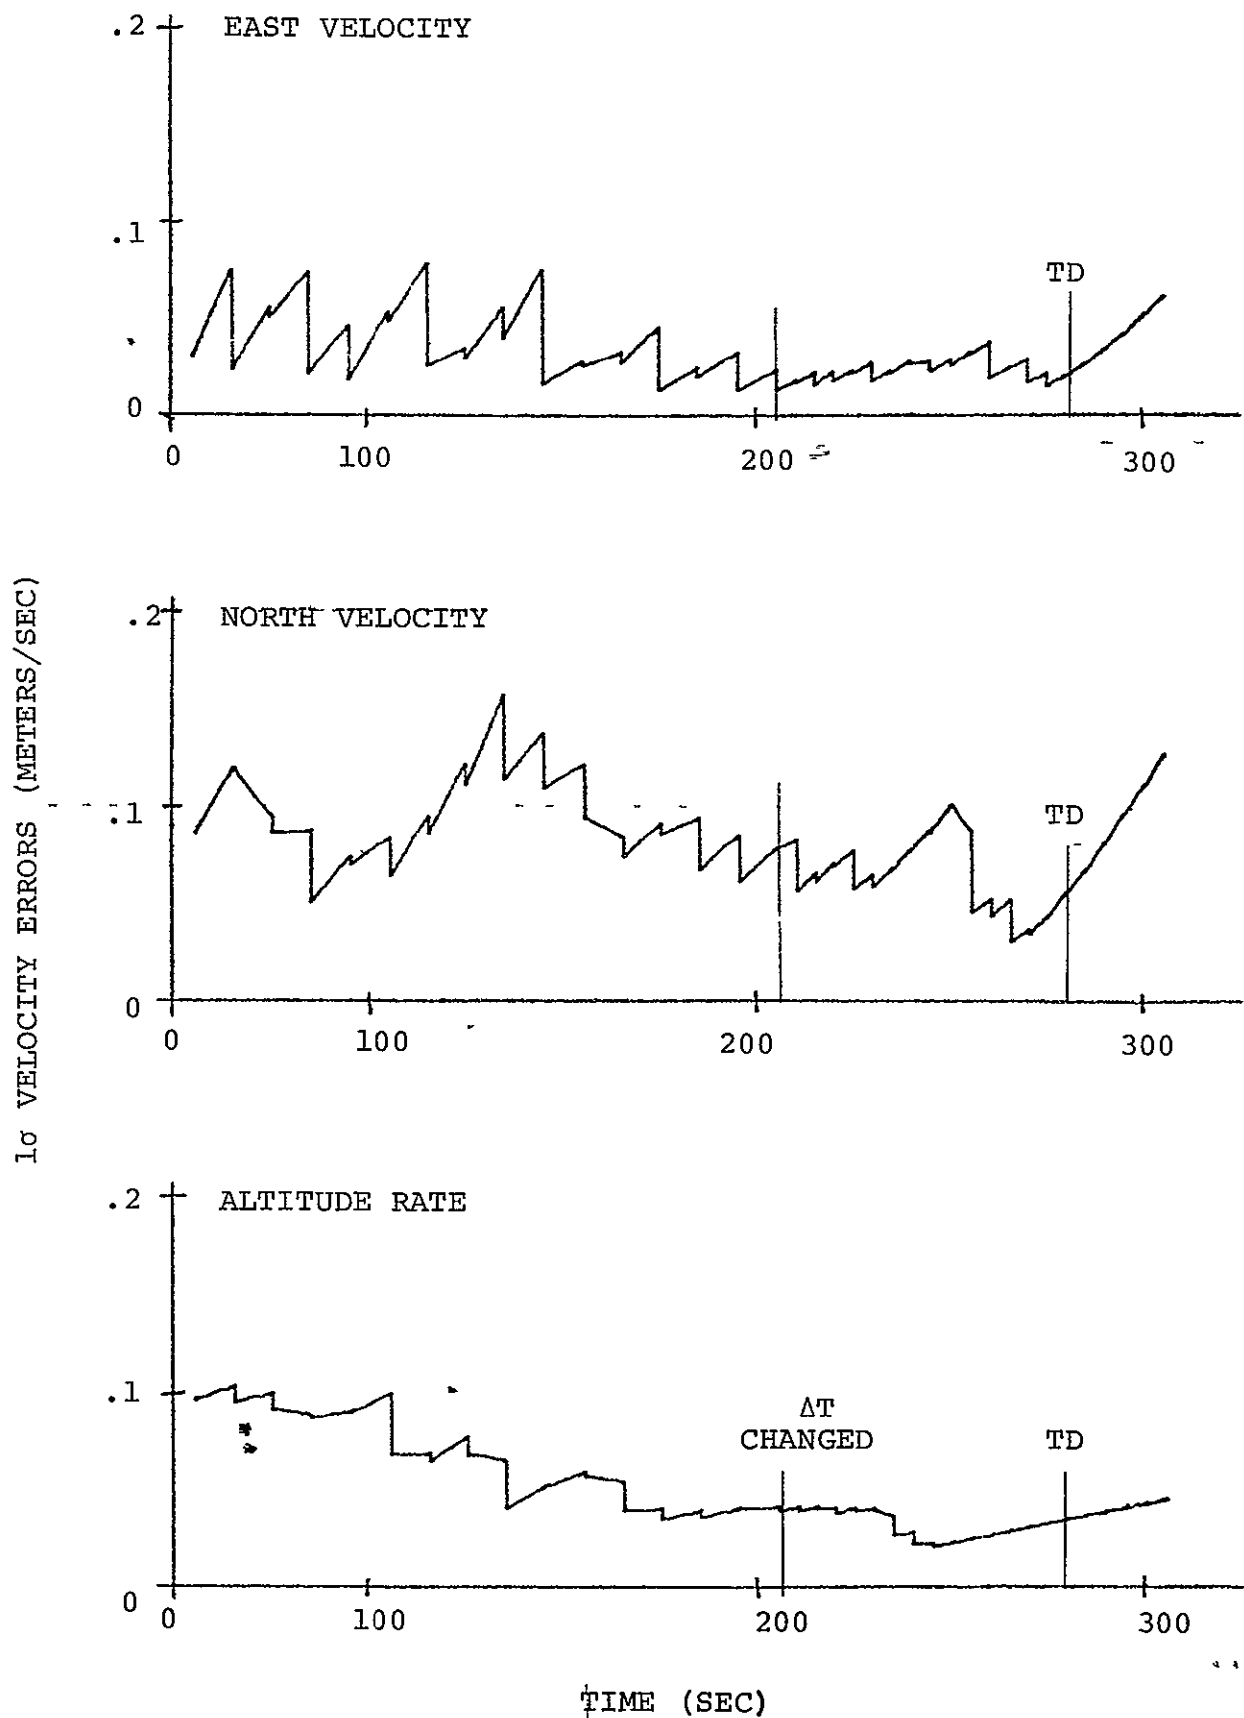 .2 EAST VELOCITY
.1
TD
0
0 100 200 300
1σ VELOCITY ERRORS (METERS/SEC)
.2 NORTH VELOCITY
.1
TD
0
0 100 200 300
.2 ALTITUDE RATE
.1
ΔT
CHANGED TD
0
0 100 200 300
TIME (SEC)